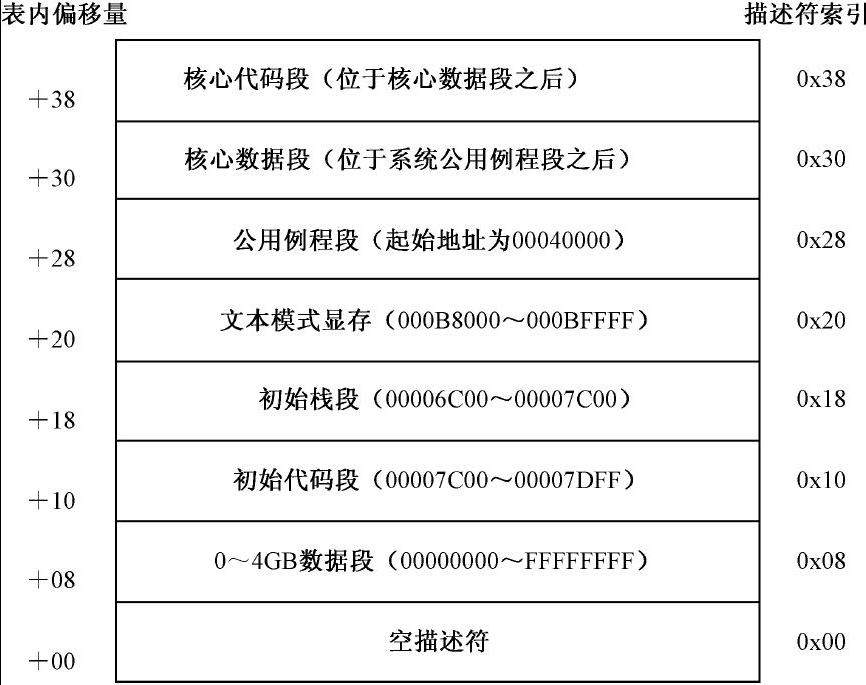 表内偏移量 描述符索引
核心代码段（位于核心数据段之后） 0x38
+38
核心数据段（位于系统公用例程段之后） 0x30
+30
公用例程段（起始地址为00040000） 0x28
+28
文本模式显存（000B8000～000BFFFF） 0x20
+20
初始栈段（00006C00～00007C00） 0x18
+18
初始代码段（00007C00～00007DFF） 0x10
+10
0～4GB数据段（00000000～FFFFFFFF） 0x08
+08
空描述符 0x00
+00